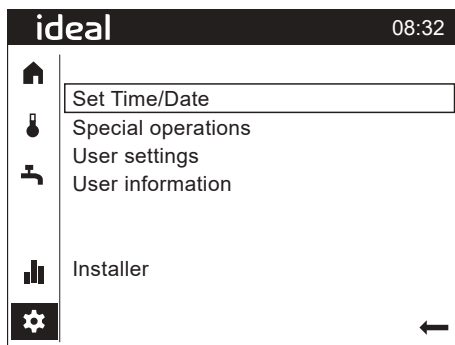 ideal 08:32
Set Time/Date
Special operations
User settings
User information
Installer